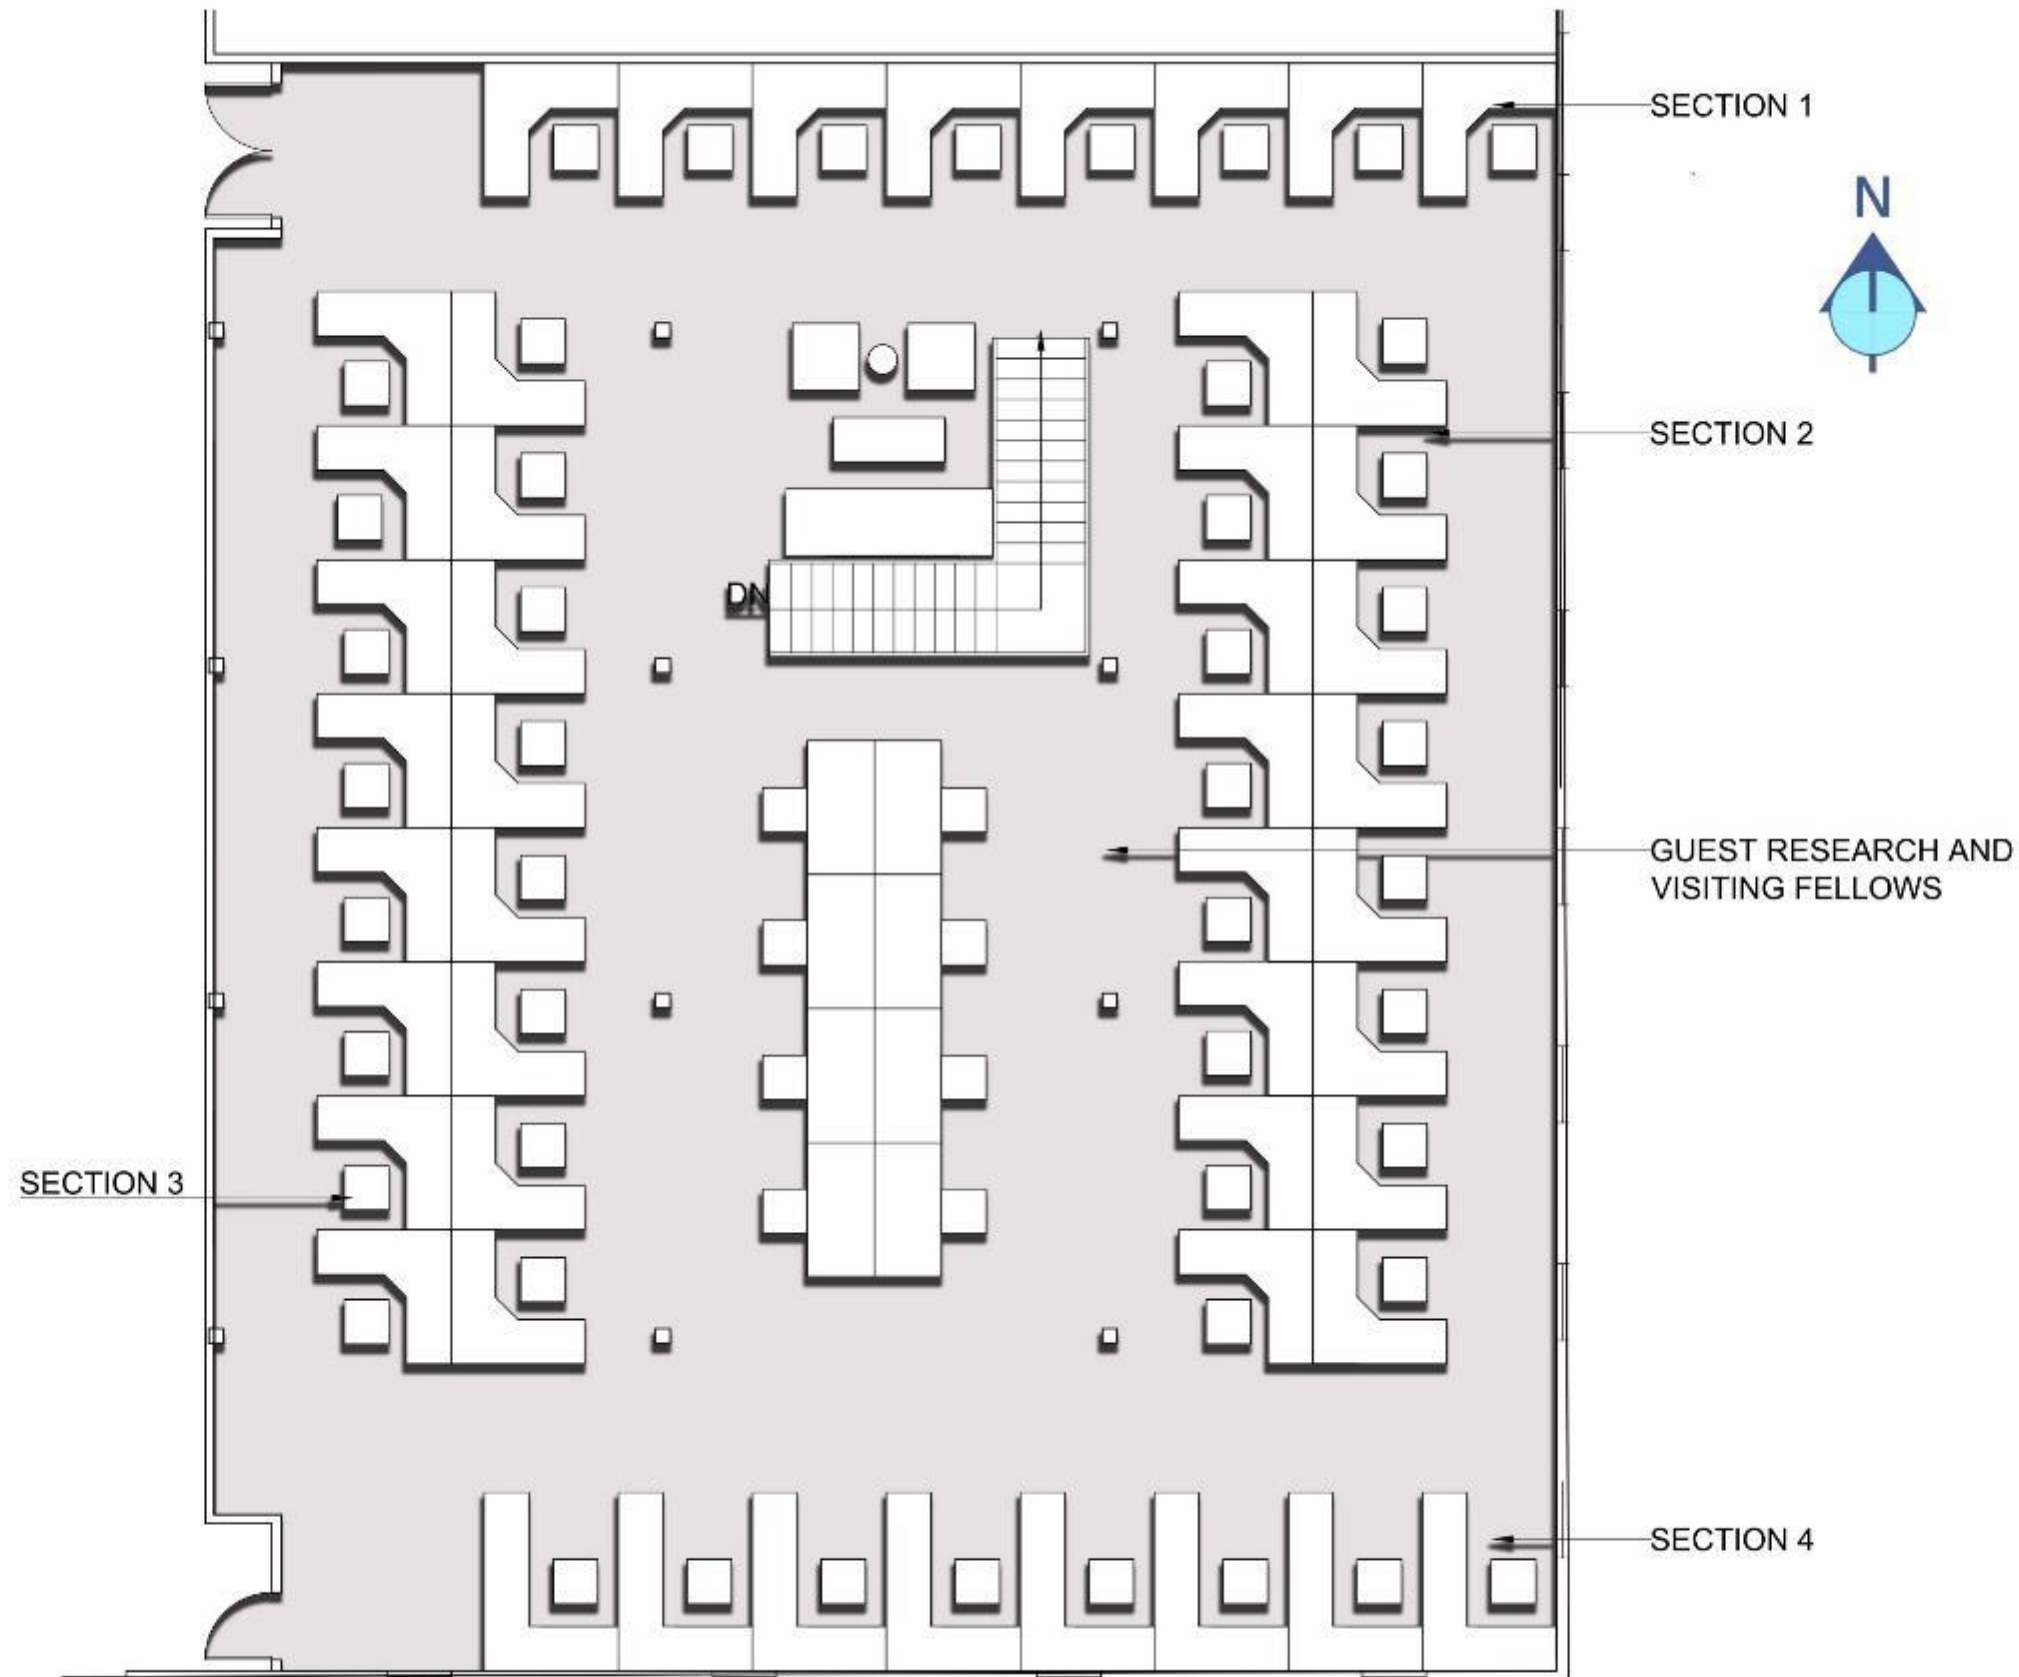 SECTION 1
N
SECTION 2
DN
GUEST RESEARCH AND
VISITING FELLOWS
SECTION 3
SECTION 4